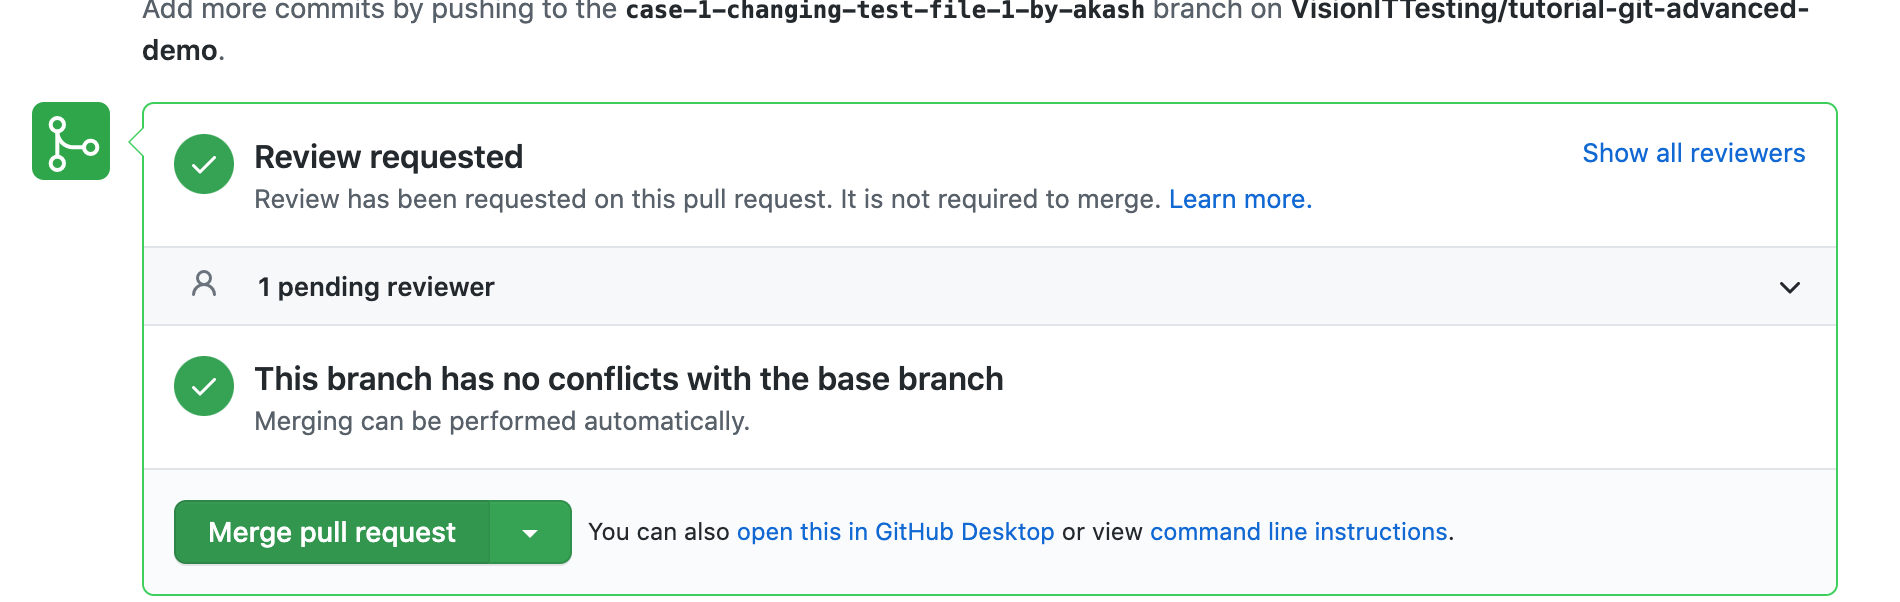 Add more commits by pushing to the case-1-changing-test-file-1-by-akash branch on VisionITTesting/tutorial-git-advanced-
demo.
Review requested
Show all reviewers
Review has been requested on this pull request. It is not required to merge. Learn more.
1 pending reviewer
This branch has no conflicts with the base branch
Merging can be performed automatically.
Merge pull request
You can also open this in GitHub Desktop or view command line instructions.